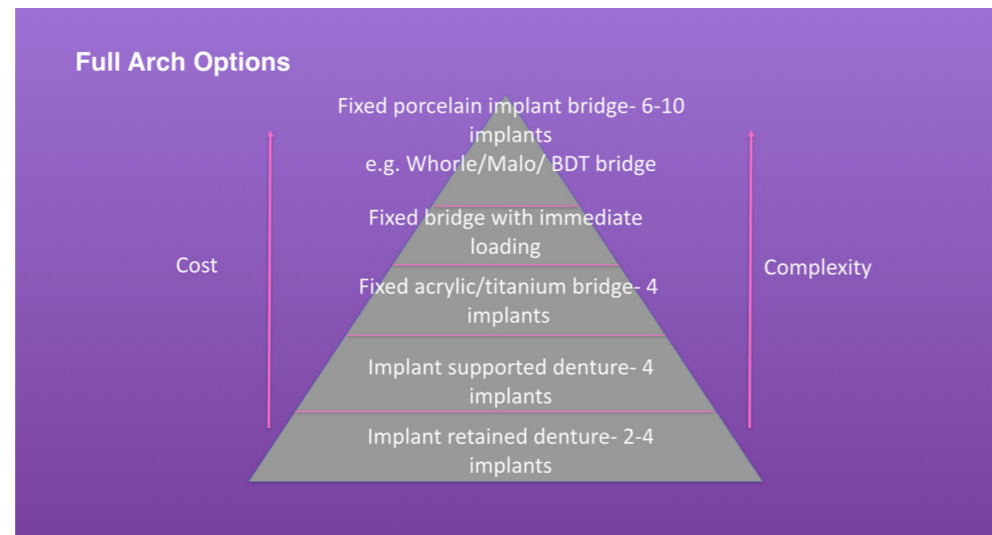 Full Arch Options
Fixed porcelain implant bridge- 6-10
implants
e.g. Whorle/Malo/ BDT bridge
Fixed bridge with immediate
loading
Cost
Complexity
Fixed acrylic/titanium bridge- 4
implants
Implant supported denture- 4
implants
Implant retained denture- 2-4
implants